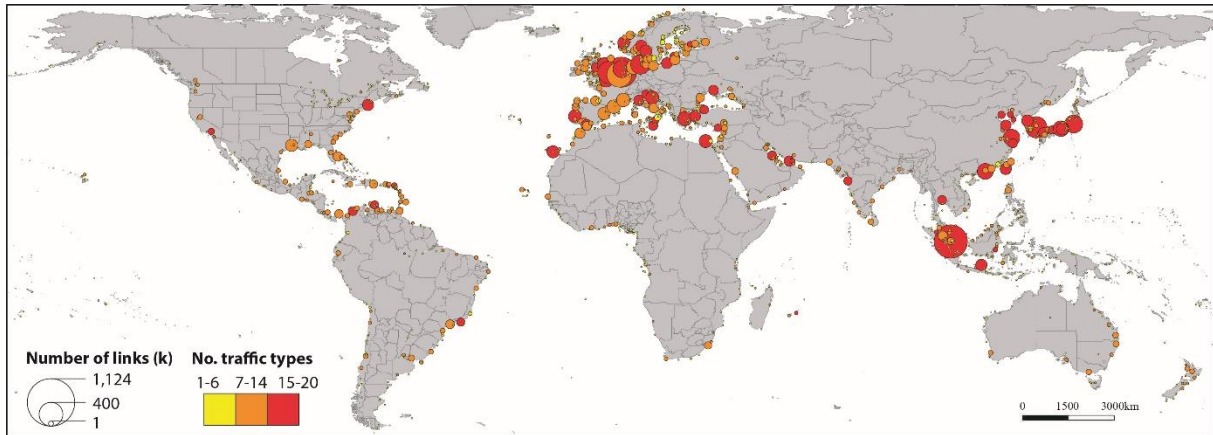 Number of links (k)
1,124
400
1
No. traffic types
1-6 7-14 15-20
0 1500 3000km